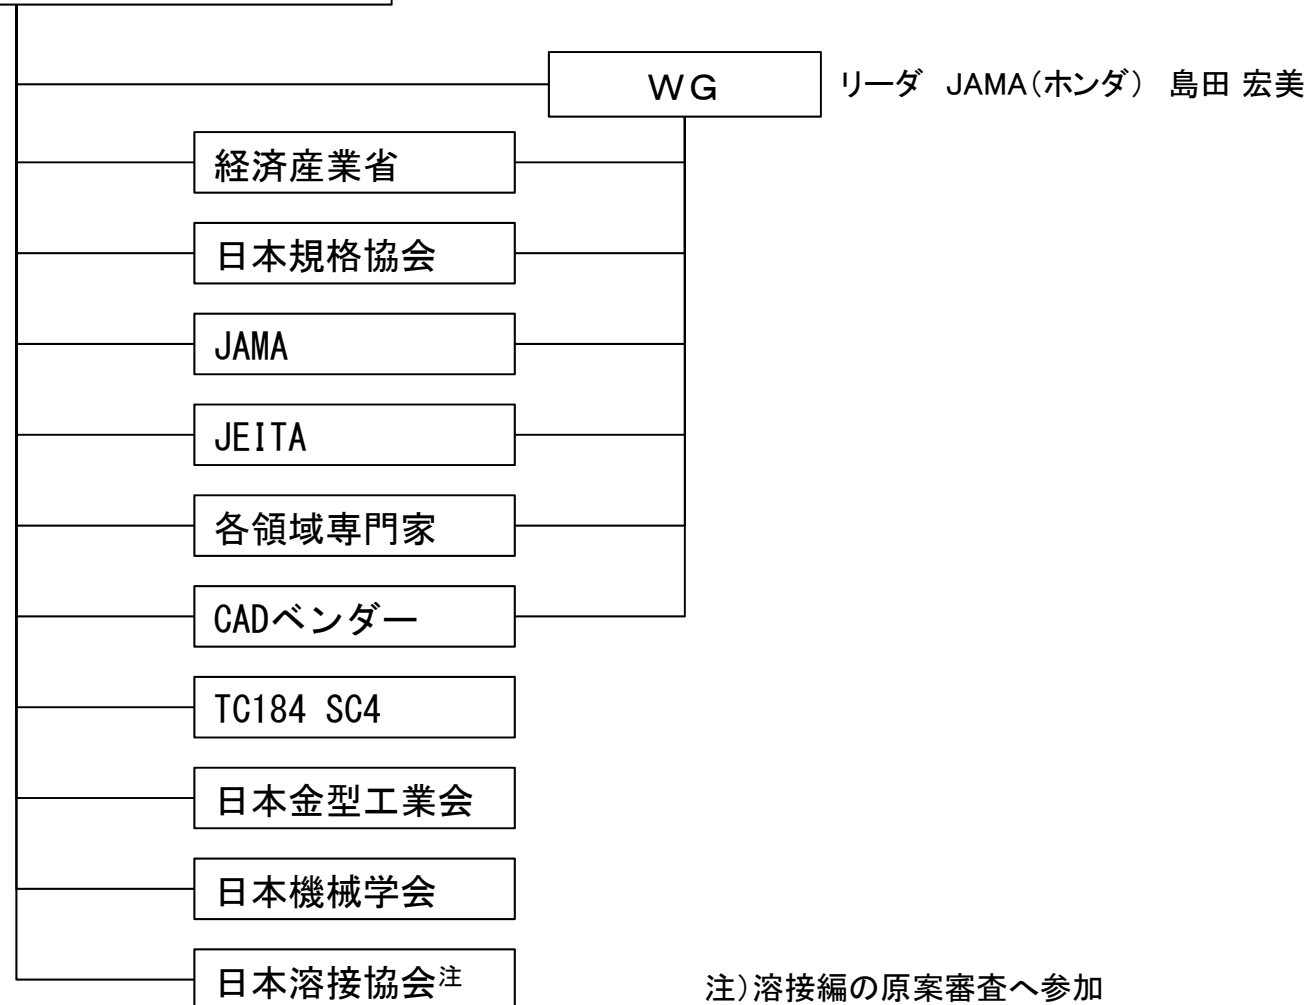 ＷＧ
リーダ　JAMA（ホンダ）　島田 宏美
経済産業省
日本規格協会
JAMA
JEITA
各領域専門家
CADベンダー
TC184 SC4
日本金型工業会
日本機械学会
日本溶接協会注
注）溶接編の原案審査へ参加